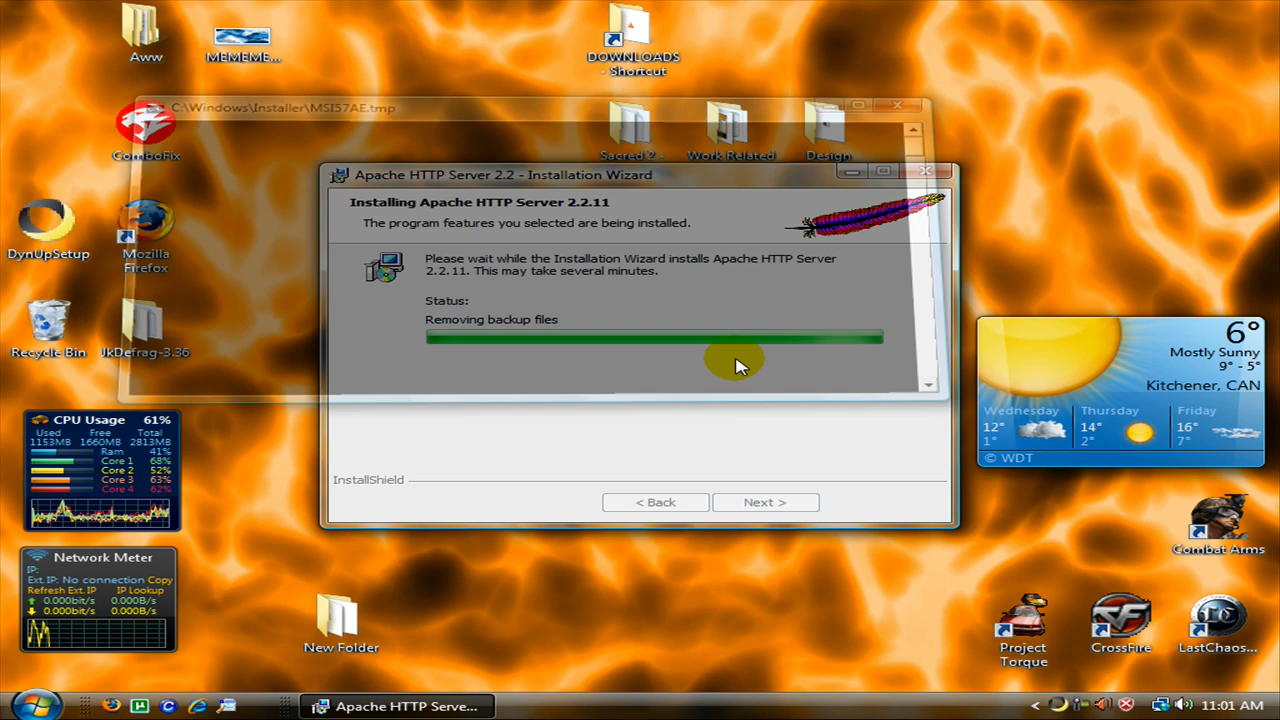 Aww
MEMEME...
DOWNLOADS
- Shortcut
C:\Windows\Installer\MSI57AE.tmp
ComboFix
Sacred 2 -
Work Related
Design
Apache HTTP Server 2.2 - Installation Wizard
Installing Apache HTTP Server 2.2.11
The program features you selected are being installed.
Please wait while the Installation Wizard installs Apache HTTP Server
2.2.11. This may take several minutes.
Status:
Removing backup files
InstallShield
< Back
Next >
DynUpSetup
Mozilla
Firefox
Recycle Bin
JkDefrag-3.36
CPU Usage 61%
Used Free Total
1153MB 1660MB 2813MB
Ram 41%
Core 1 68%
Core 2 52%
Core 3 63%
Core 4 62%
Network Meter
IP:
Ext. IP: No connection Copy
Refresh Ext. IP IP Lookup
0.000bit/s 0.000B/s
0.000bit/s 0.000B/s
New Folder
6°
Mostly Sunny
9° - 5°
Kitchener, CAN
Wednesday Thursday Friday
12° 14° 16°
1° 2° 7°
© WDT
Combat Arms
Project
Torque
CrossFire
LastChaos...
Apache HTTP Serve...
11:01 AM